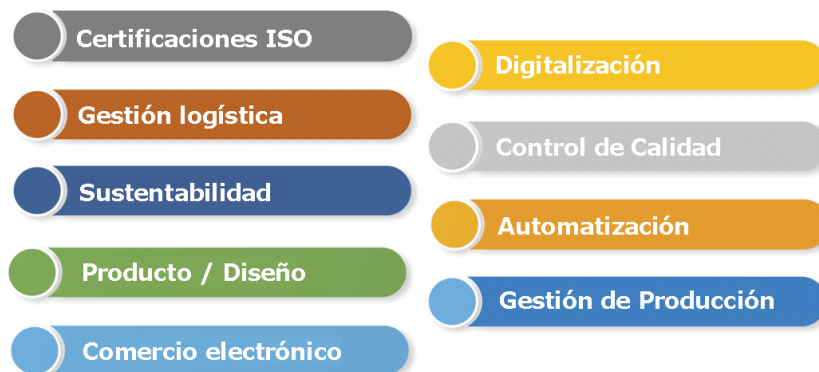 Certificaciones ISO
Gestión logística
Sustentabilidad
Producto / Diseño
Comercio electrónico
Digitalización
Control de Calidad
Automatización
Gestión de Producción